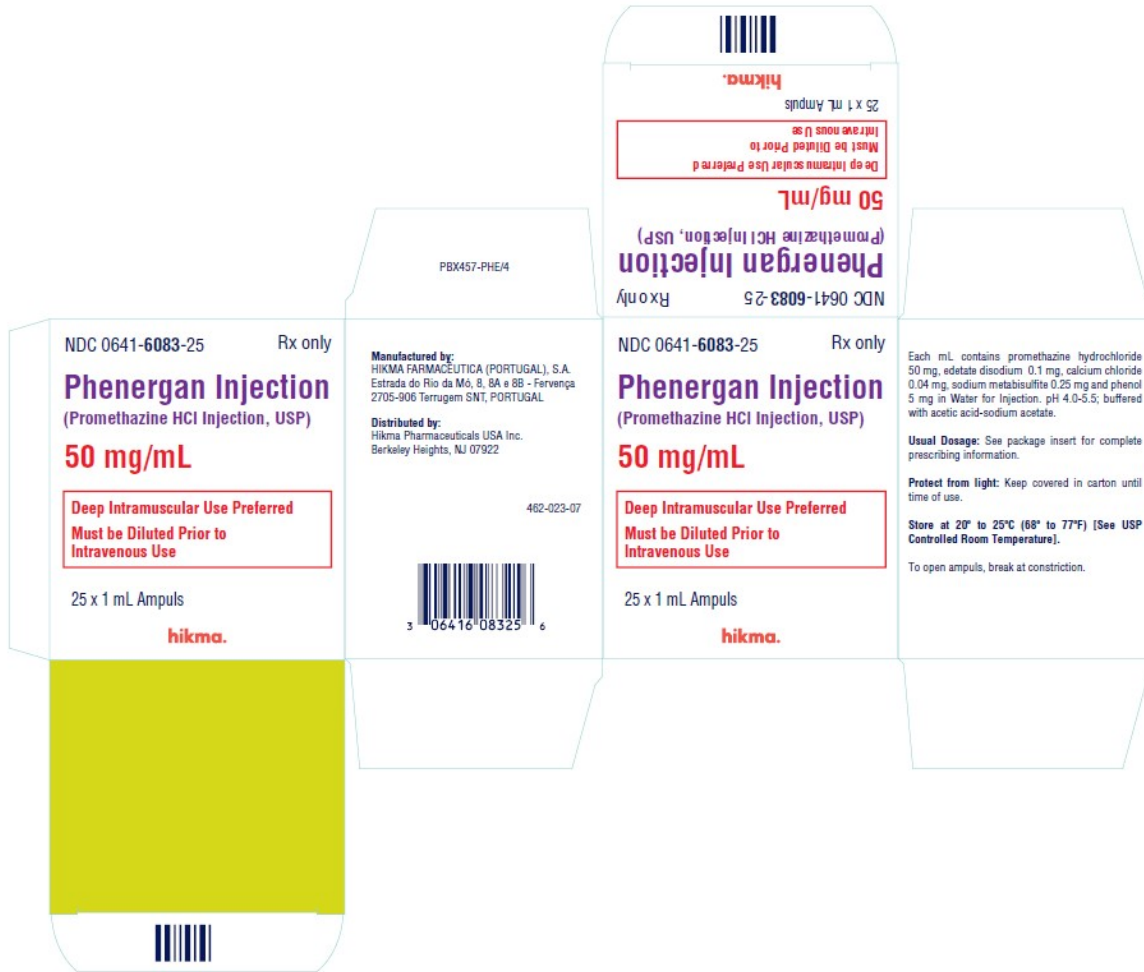 hikma.
25 x 1 mL Ampuls
Intravenous Use
Must be Diluted Prior to
Deep Intramuscular Use Preferred
50 mg/mL
(Promethazine HCl Injection, USP)
Phenergan Injection
NDC 0641-6083-25 Rx only
PBX457-PHE/4
NDC 0641-6083-25 Rx only
Phenergan Injection
(Promethazine HCl Injection, USP)
50 mg/mL
Deep Intramuscular Use Preferred
Must be Diluted Prior to
Intravenous Use
25 x 1 mL Ampuls
hikma.
Manufactured by:
HIKMA FARMACÊUTICA (PORTUGAL), S.A.
Estrada do Rio da Mó, 8, 8A e 8B - Fervença
2705-906 Terrugem SNT, PORTUGAL
Distributed by:
Hikma Pharmaceuticals USA Inc.
Berkeley Heights, NJ 07922
462-023-07
3 06416 08325 6
NDC 0641-6083-25 Rx only
Phenergan Injection
(Promethazine HCl Injection, USP)
50 mg/mL
Deep Intramuscular Use Preferred
Must be Diluted Prior to
Intravenous Use
25 x 1 mL Ampuls
hikma.
Each mL contains promethazine hydrochloride
50 mg, edetate disodium 0.1 mg, calcium chloride
0.04 mg, sodium metabisulfite 0.25 mg and phenol
5 mg in Water for Injection. pH 4.0-5.5; buffered
with acetic acid-sodium acetate.
Usual Dosage: See package insert for complete
prescribing information.
Protect from light: Keep covered in carton until
time of use.
Store at 20º to 25ºC (68º to 77ºF) [See USP
Controlled Room Temperature].
To open ampuls, break at constriction.